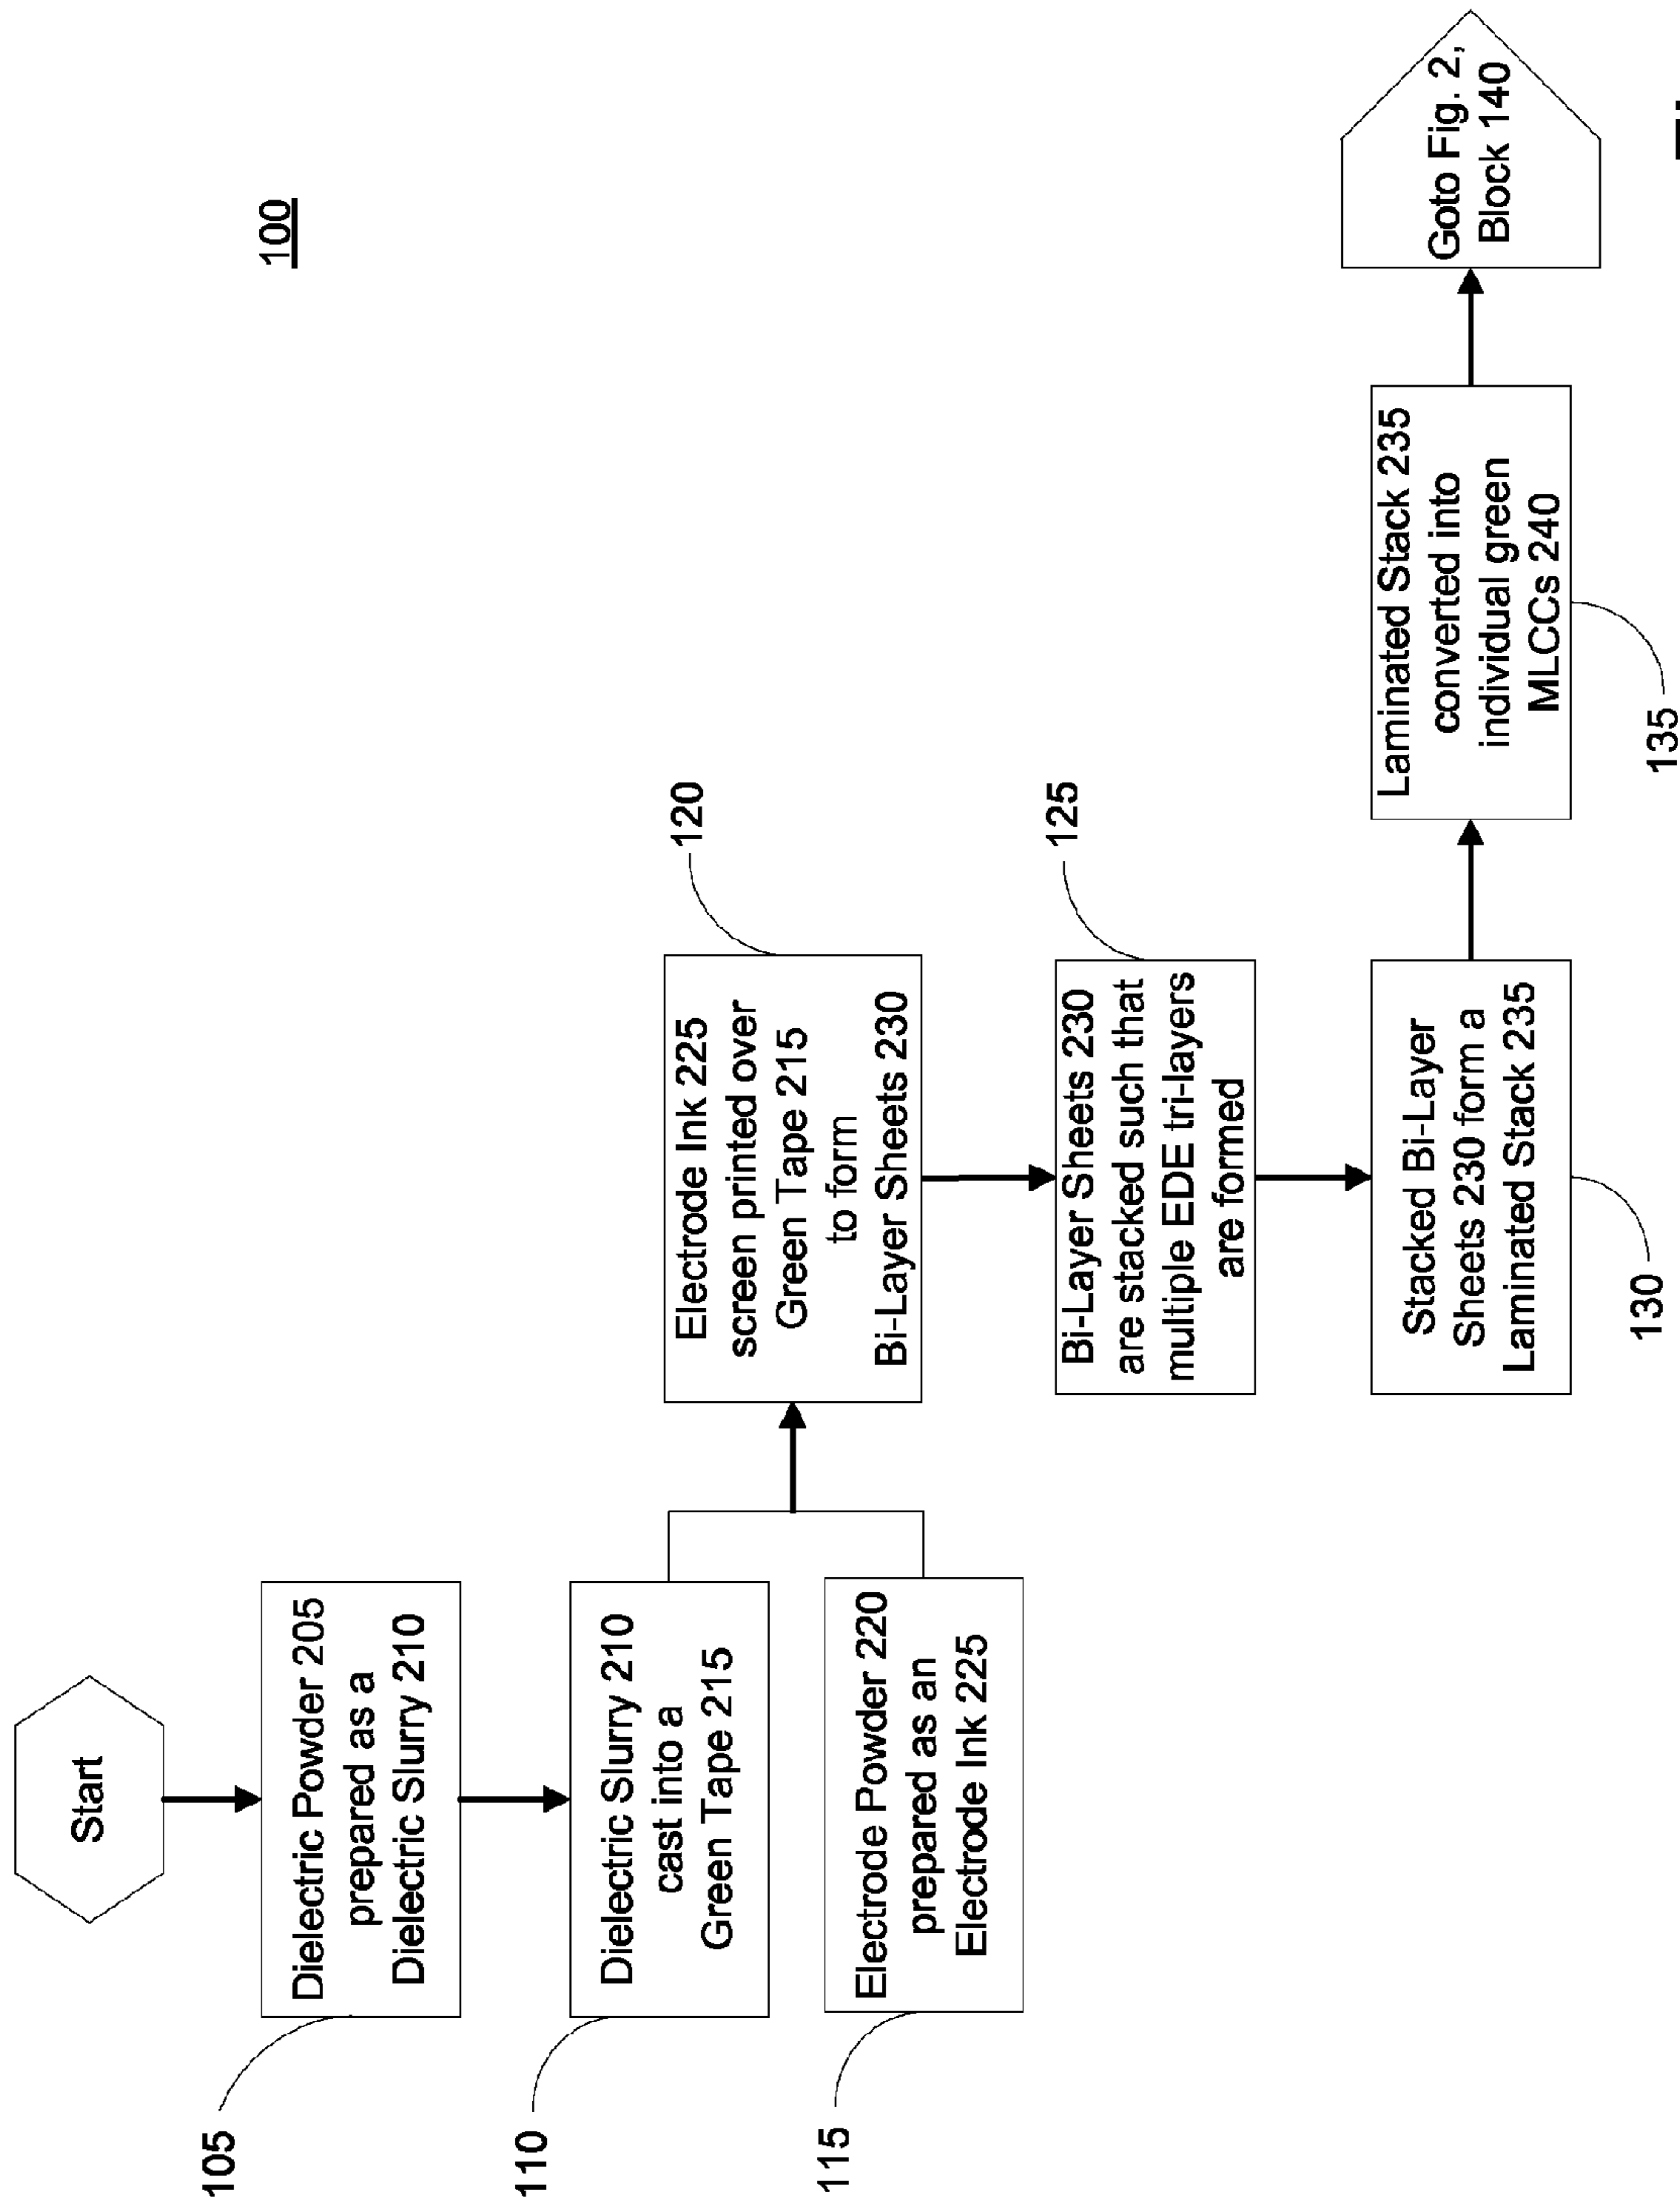 100
Start
105
Dielectric Powder 205
prepared as a
Dielectric Slurry 210
110
Dielectric Slurry 210
cast into a
Green Tape 215
115
Electrode Powder 220
prepared as an
Electrode Ink 225
120
Electrode Ink 225
screen printed over
Green Tape 215
to form
Bi-Layer Sheets 230
125
Bi-Layer Sheets 230
are stacked such that
multiple EDE tri-layers
are formed
130
Stacked Bi-Layer
Sheets 230 form a
Laminated Stack 235
135
Laminated Stack 235
converted into
individual green
MLCCs 240
Goto Fig. 2,
Block 140